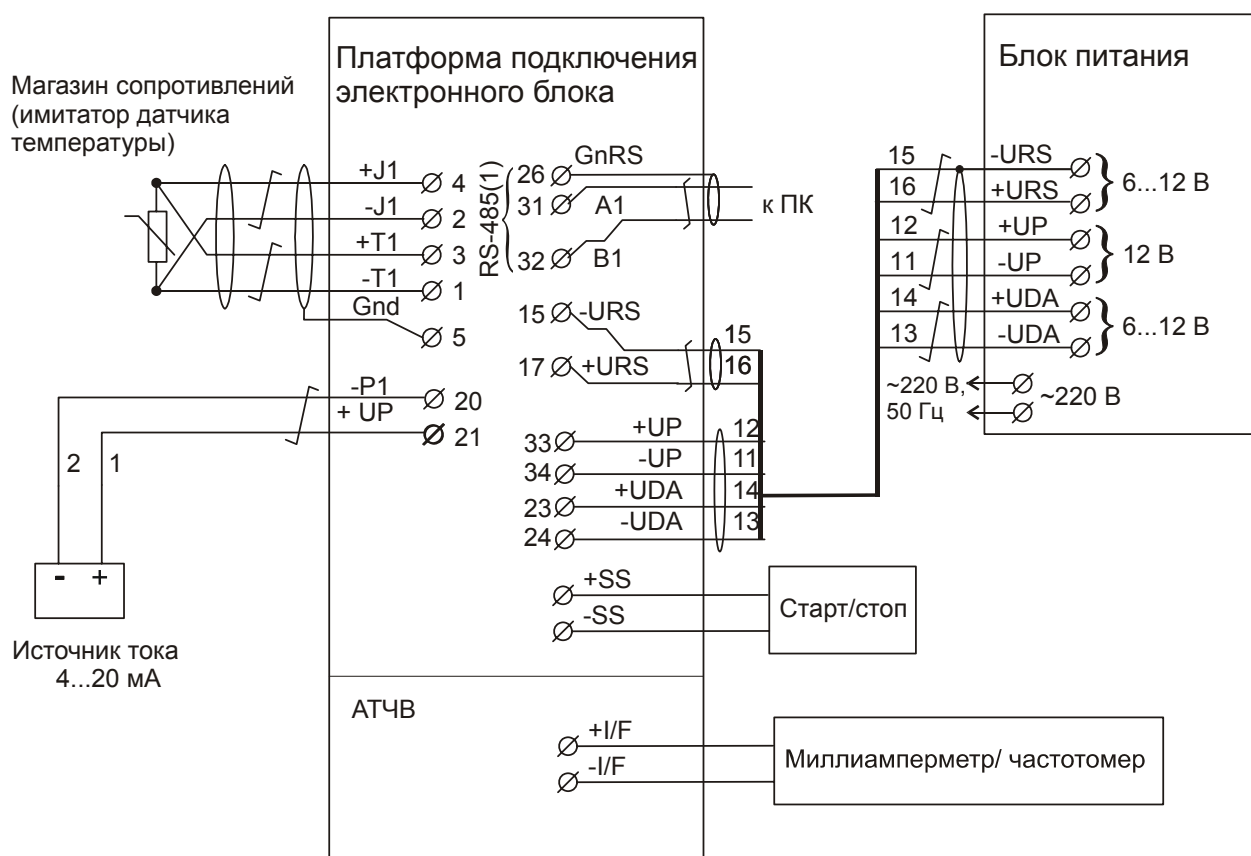 Платформа подключения
электронного блока
Блок питания
Магазин сопротивлений
(имитатор датчика
температуры)
+J1
4
-J1
2
+T1
3
-T1
1
Gnd
5
RS-485(1)
26
GnRS
31
A1
32
B1
к ПК
15
-URS
15
17
+URS
16
-P1
20
+ UP
21
2
1
-
+
Источник тока
4...20 мА
33
+UP
12
34
-UP
11
23
+UDA
14
24
-UDA
13
15
-URS
16
+URS
6...12 В
12
+UP
11
-UP
12 В
14
+UDA
13
-UDA
6...12 В
~220 В,
50 Гц
~220 В
+SS
-SS
Старт/стоп
АТЧВ
+I/F
-I/F
Миллиамперметр/ частотомер